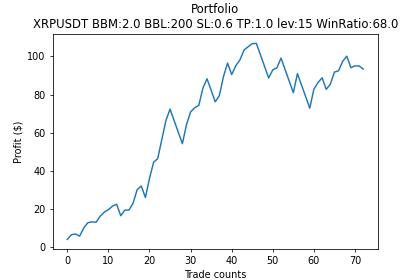 Portfolio
XRPUSDT BBM:2.0 BBL:200 SL:0.6 TP:1.0 lev:15 WinRatio:68.0
100
80
60
40
20
0
Profit ($)
0 10 20 30 40 50 60 70
Trade counts